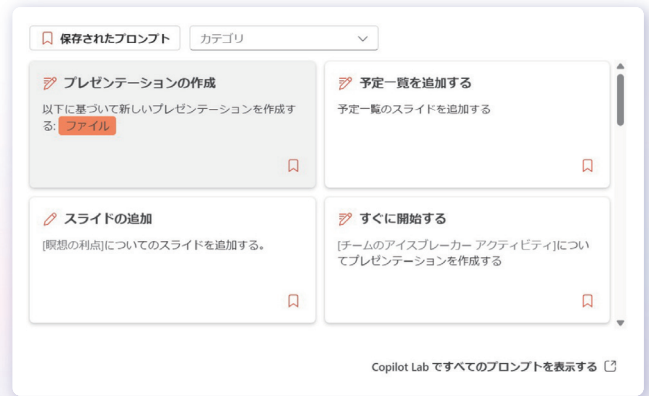 保存されたプロンプト
カテゴリ
プレゼンテーションの作成
以下に基づいて新しいプレゼンテーションを作成す
る: ファイル
予定一覧を追加する
予定一覧のスライドを追加する
スライドの追加
[瞑想の利点]についてのスライドを追加する。
すぐに開始する
[チームのアイスブレーカー アクティビティ]につい
てプレゼンテーションを作成する
Copilot Lab ですべてのプロンプトを表示する